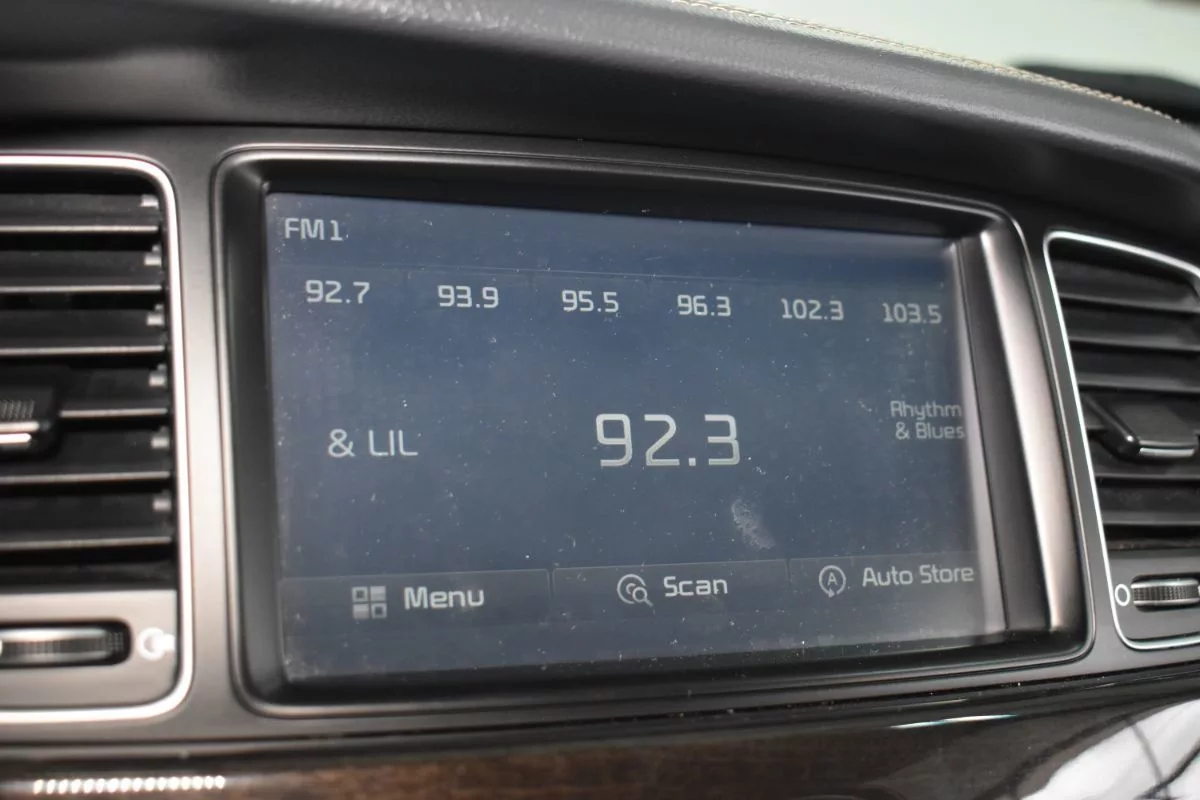 FM1
92.7 93.9 95.5 96.3 102.3 103.5
& LIL 92.3 Rhythm
& Blues
Menu Scan A Auto Store